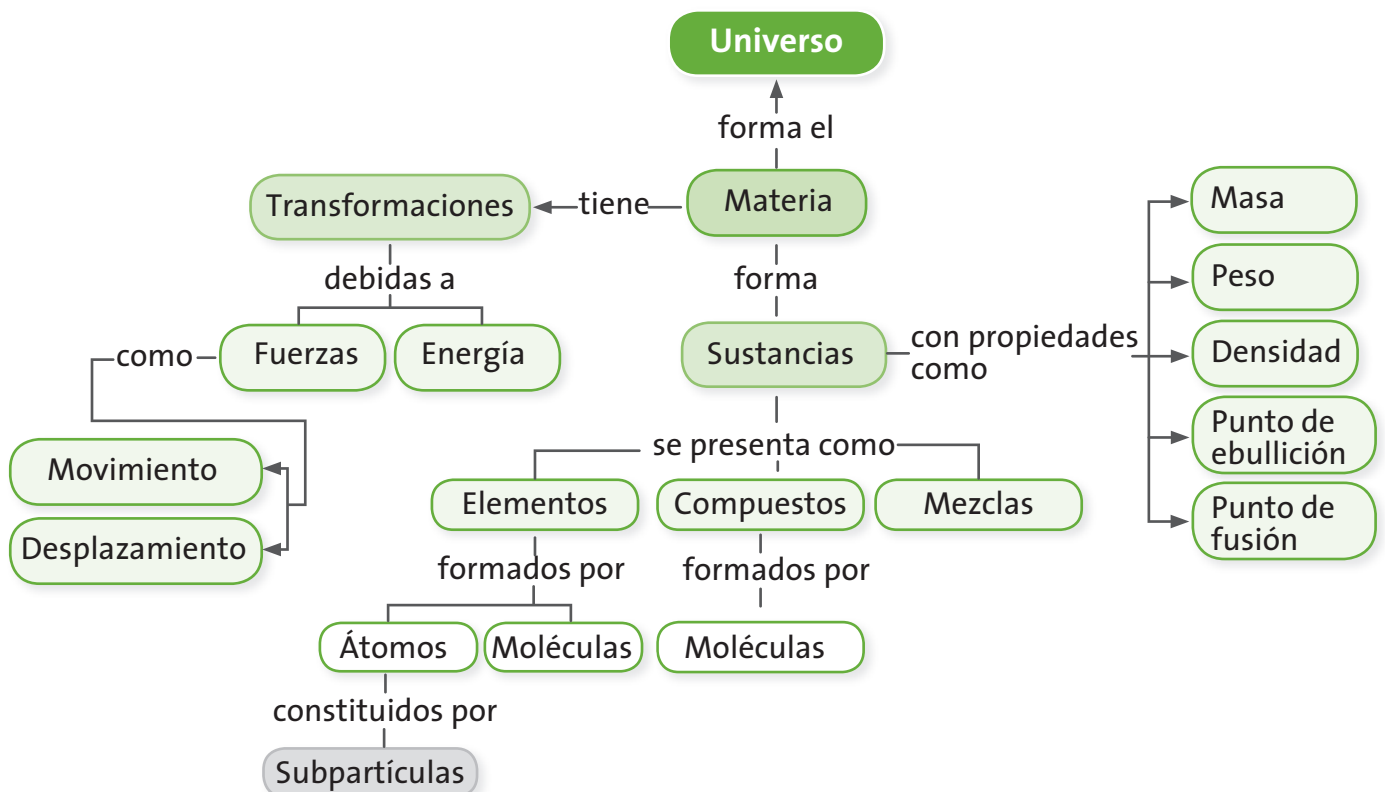 Universo
forma el
Transformaciones
tiene
Materia
Masa
debidas a
forma
Peso
como
Fuerzas
Energía
Sustancias
con propiedades
como
Densidad
Punto de
ebullición
se presenta como
Movimiento
Elementos
Compuestos
Mezclas
Punto de
fusión
Desplazamiento
formados por
formados por
Átomos
Moléculas
Moléculas
constituidos por
Subpartículas